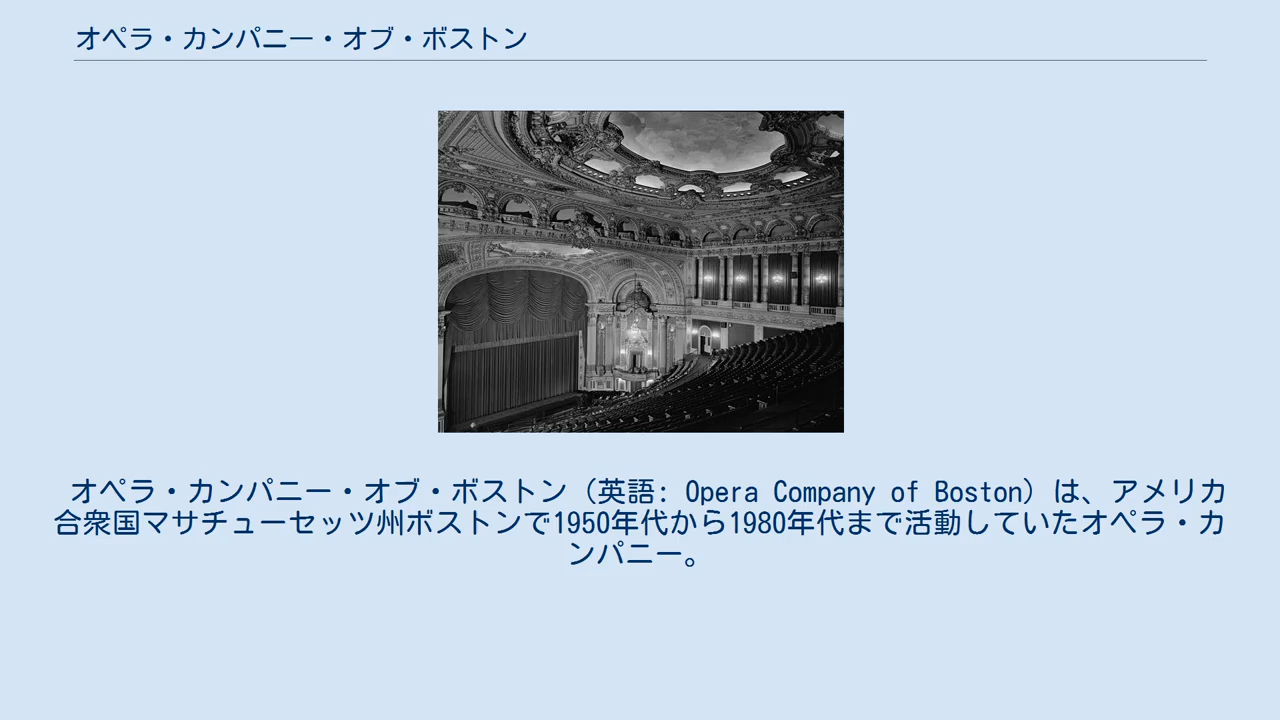 オペラ・カンパニー・オブ・ボストン
オペラ・カンパニー・オブ・ボストン（英語: Opera Company of Boston）は、アメリカ
合衆国マサチューセッツ州ボストンで1950年代から1980年代まで活動していたオペラ・カ
ンパニー。